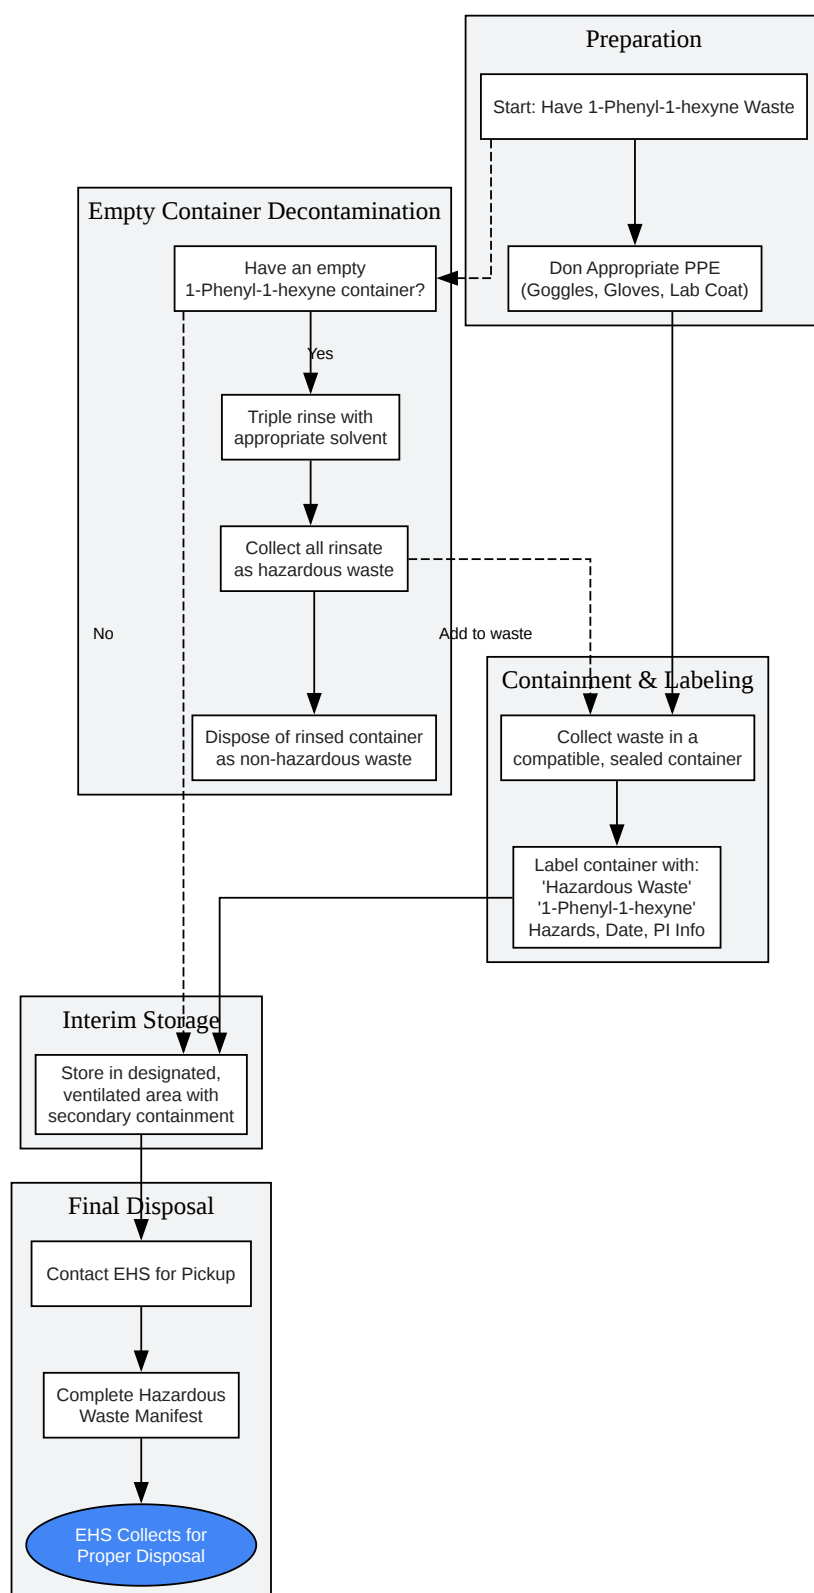 Preparation
Start: Have 1-Phenyl-1-hexyne Waste
Don Appropriate PPE
(Goggles, Gloves, Lab Coat)
Empty Container Decontamination
Have an empty
1-Phenyl-1-hexyne container?
Yes
Triple rinse with
appropriate solvent
Collect all rinsate
as hazardous waste
No
Add to waste
Dispose of rinsed container
as non-hazardous waste
Containment & Labeling
Collect waste in a
compatible, sealed container
Label container with:
'Hazardous Waste'
'1-Phenyl-1-hexyne'
Hazards, Date, PI Info
Interim Storage
Store in designated,
ventilated area with
secondary containment
Final Disposal
Contact EHS for Pickup
Complete Hazardous
Waste Manifest
EHS Collects for
Proper Disposal